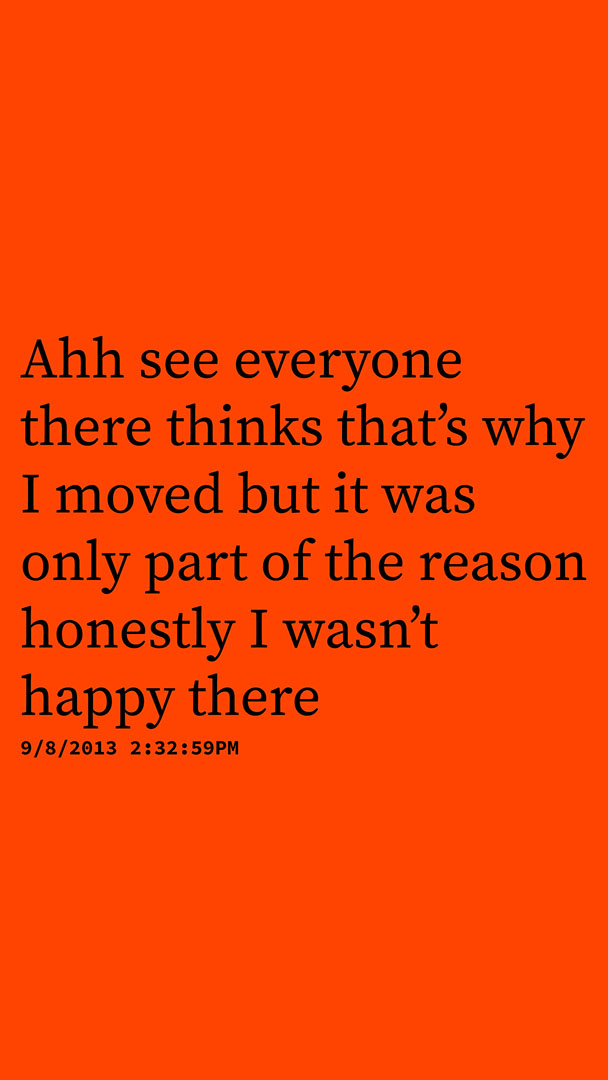 Ahh see everyone
there thinks that’s why
I moved but it was
only part of the reason
honestly I wasn’t
happy there
9/8/2013 2:32:59PM